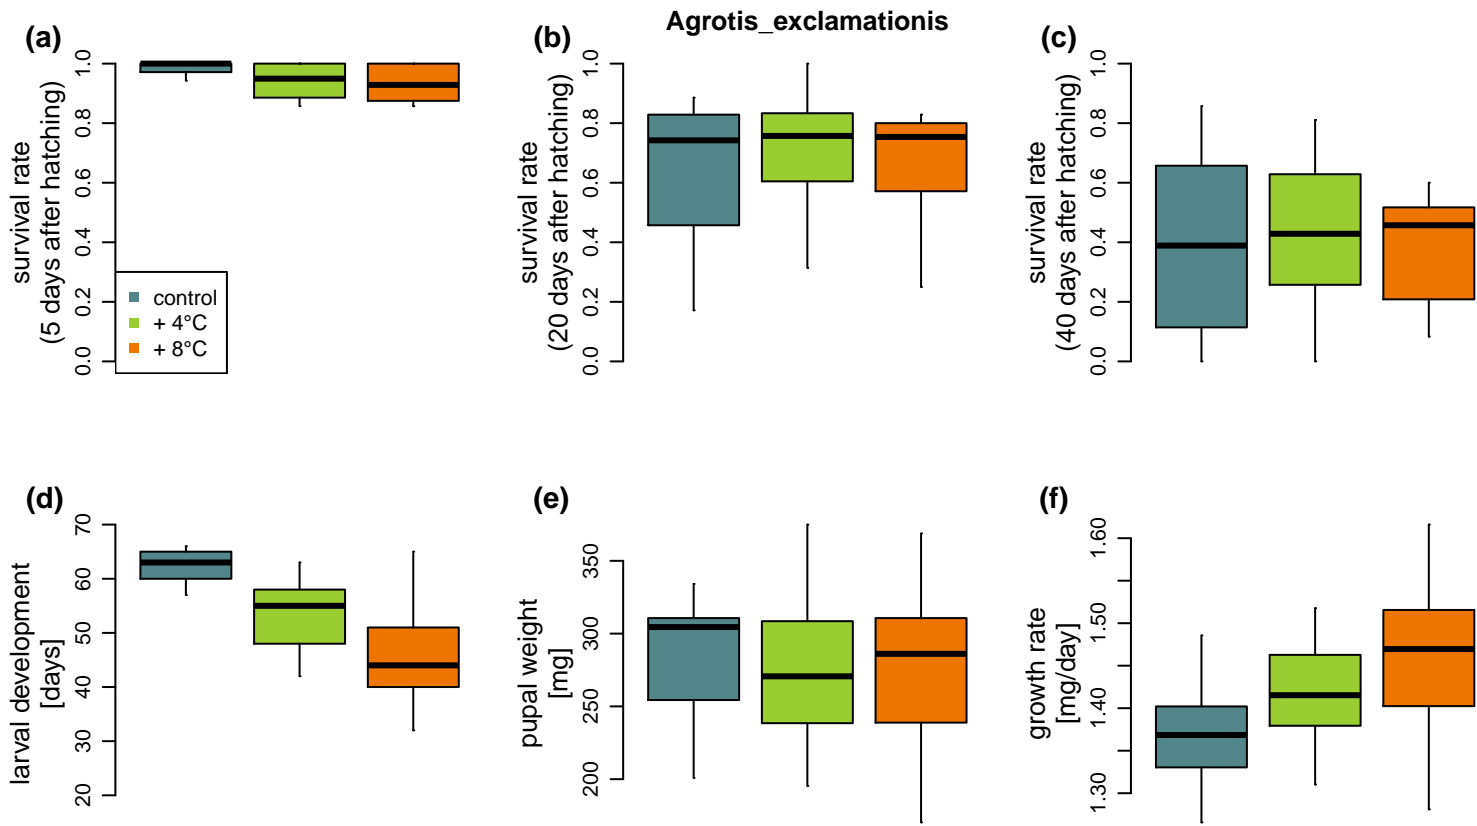 Agrotis_exclamationis
(a)
survival rate
(5 days after hatching)
0.0 0.2 0.4 0.6 0.8 1.0
control
+ 4°C
+ 8°C
(b)
survival rate
(20 days after hatching)
0.0 0.2 0.4 0.6 0.8 1.0
(c)
survival rate
(40 days after hatching)
0.0 0.2 0.4 0.6 0.8 1.0
(d)
larval development
[days]
20 30 40 50 60 70
(e)
pupal weight
[mg]
200 250 300 350
(f)
growth rate
[mg/day]
1.30 1.40 1.50 1.60